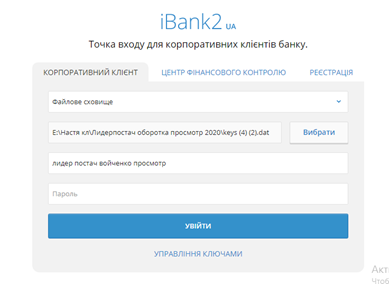 iBank2 UA
Точка входу для корпоративних клієнтів банку.
КОРПОРАТИВНИЙ КЛІЄНТ ЦЕНТР ФІНАНСОВОГО КОНТРОЛЮ РЕЄСТРАЦІЯ
Файлове сховище
E:\Настя кл\Лидерпостач оборотка просмотр 2020\keys (4) (2).dat Вибрати
лидер постач войченко просмотр
Пароль
УВІЙТИ
УПРАВЛІННЯ КЛЮЧАМИ
Акт
Чтоб